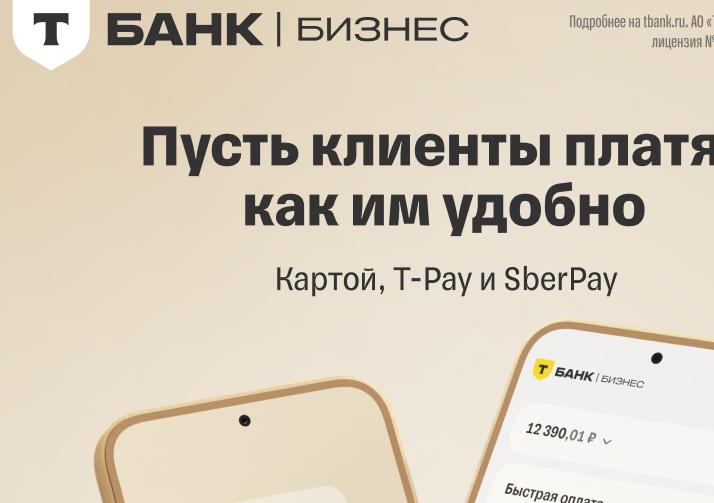 Т БАНК | БИЗНЕС
Подробнее на tbank.ru. АО «Т
лицензия №
Пусть клиенты платя
как им удобно
Картой, T-Pay и SberPay
Т БАНК | БИЗНЕС
12 390,01 ₽
Быстрая оплата